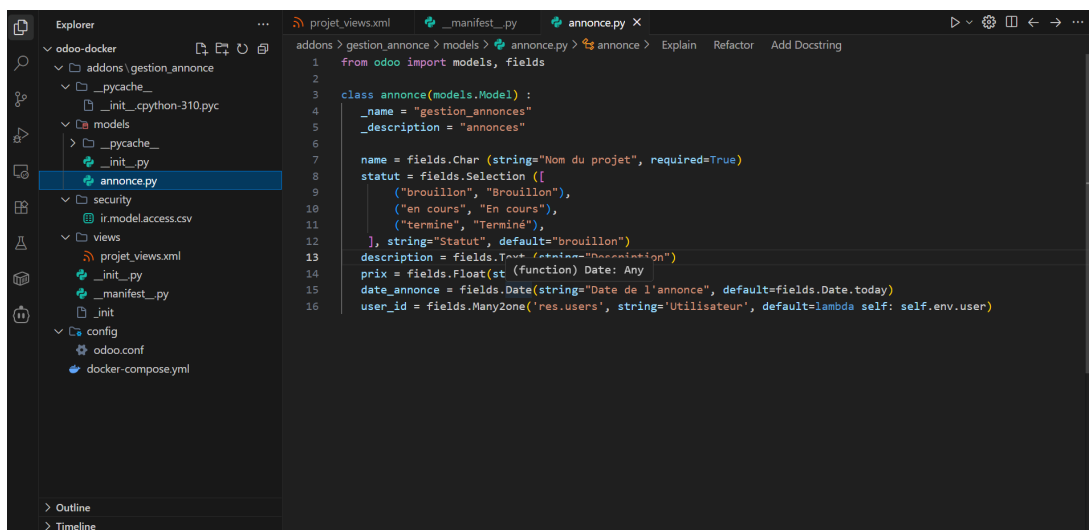 Explorer
projet_views.xml
__manifest__.py
annonce.py
odoo-docker
addons > gestion_annonce > models > annonce.py > annonce > Explain Refactor Add Docstring
addons\gestion_annonce
__pycache__
__init__.cpython-310.pyc
models
__pycache__
__init__.py
annonce.py
security
ir.model.access.csv
views
projet_views.xml
__init__.py
__manifest__.py
_init
config
odoo.conf
docker-compose.yml
Outline
Timeline
1 from odoo import models, fields
2
3 class annonce(models.Model) :
4 _name = "gestion_annonces"
5 _description = "annonces"
6
7 name = fields.Char (string="Nom du projet", required=True)
8 statut = fields.Selection ([
9 ("brouillon", "Brouillon"),
10 ("en cours", "En cours"),
11 ("termine", "Terminé"),
12 ], string="Statut", default="brouillon")
13 description = fields.Text (string="Description")
14 prix = fields.Float(st
(function) Date: Any
15 date_annonce = fields.Date(string="Date de l'annonce", default=fields.Date.today)
16 user_id = fields.Many2one('res.users', string='Utilisateur', default=lambda self: self.env.user)